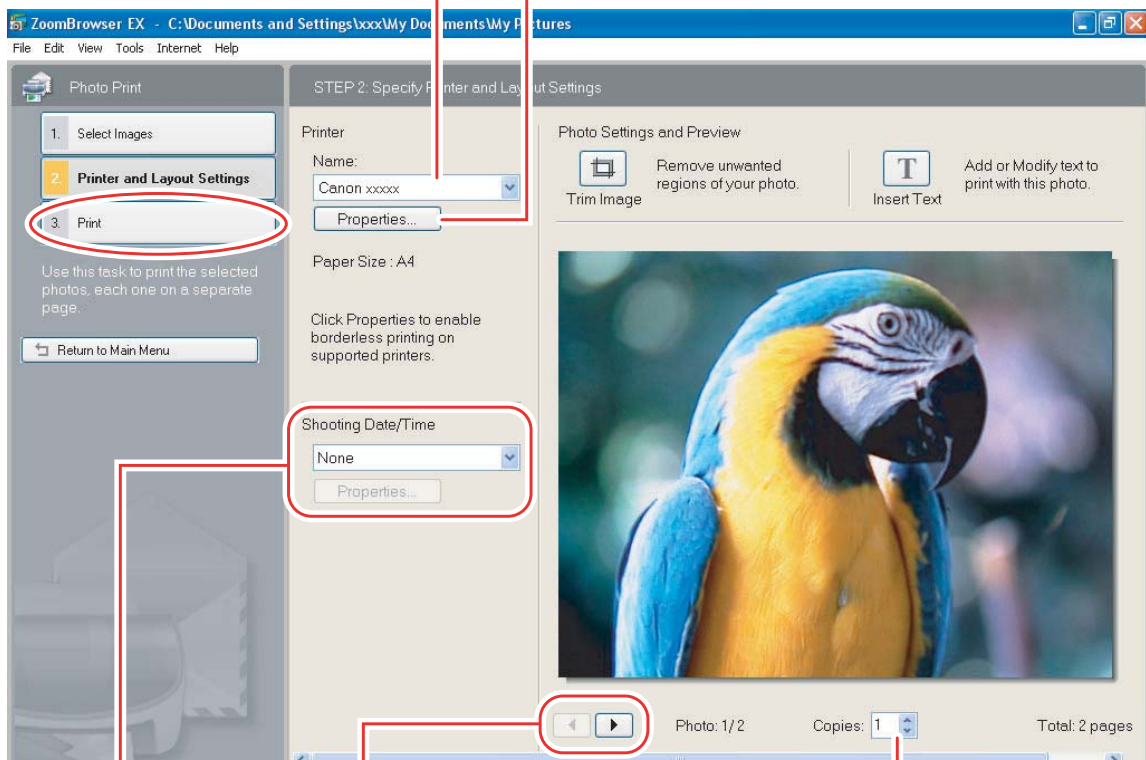 ZoomBrowser EX - C:\Documents and Settings\xxx\My Documents\My Pictures
File Edit View Tools Internet Help
Photo Print
STEP 2: Specify Printer and Layout Settings
1. Select Images
2. Printer and Layout Settings
3. Print
Use this task to print the selected
photos, each one on a separate
page.
Return to Main Menu
Printer
Name:
Canon xxxxx
Properties...
Paper Size : A4
Click Properties to enable
borderless printing on
supported printers.
Shooting Date/Time
None
Properties...
Photo Settings and Preview
Trim Image
Remove unwanted
regions of your photo.
T
Insert Text
Add or Modify text to
print with this photo.
Photo: 1/2
Copies: 1
Total: 2 pages